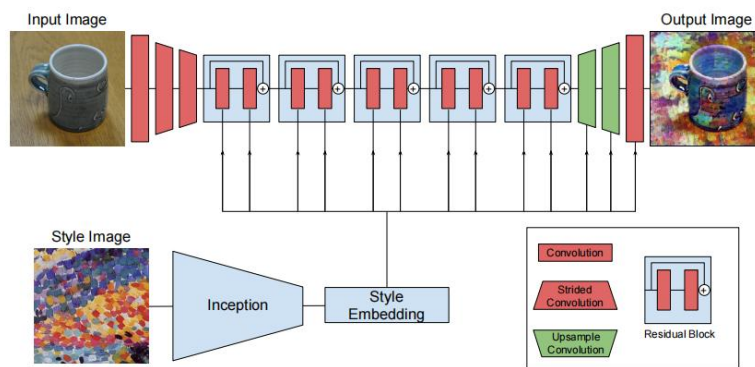 Input Image
Output Image
Style Image
Inception
Style
Embedding
Convolution
Strided
Convolution
Upsample
Convolution
Residual Block